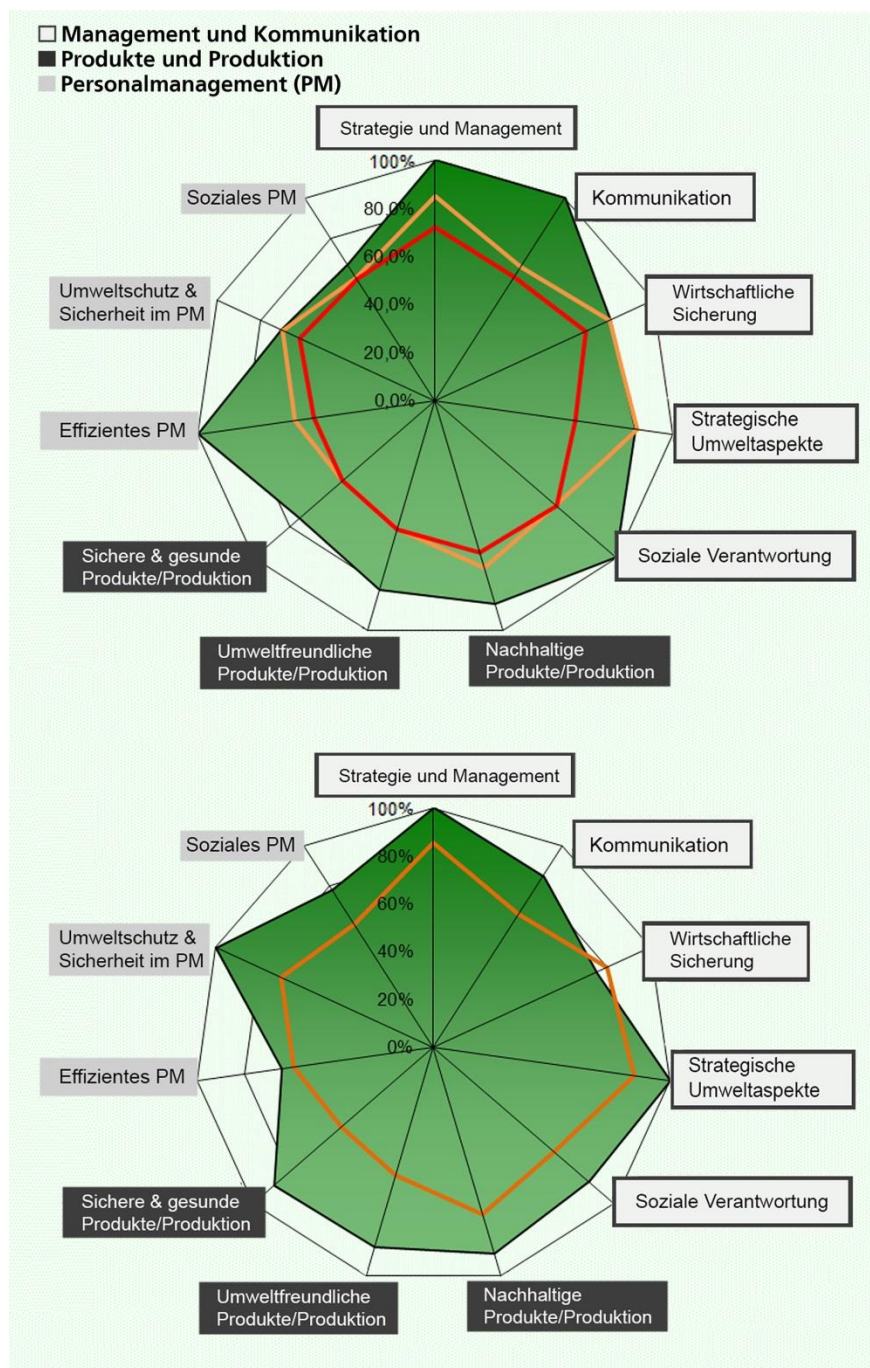 Management und Kommunikation
Produkte und Produktion
Personalmanagement (PM)
Strategie und Management
100%
Soziales PM
Kommunikation
80,0%
60,0%
Umweltschutz &
Sicherheit im PM
Wirtschaftliche
Sicherung
40,0%
20,0%
0,0%
Effizientes PM
Strategische
Umweltaspekte
Sichere & gesunde
Produkte/Produktion
Soziale Verantwortung
Umweltfreundliche
Produkte/Produktion
Nachhaltige
Produkte/Produktion
Strategie und Management
100%
Soziales PM
Kommunikation
80%
60%
Umweltschutz &
Sicherheit im PM
Wirtschaftliche
Sicherung
40%
20%
0%
Effizientes PM
Strategische
Umweltaspekte
Sichere & gesunde
Produkte/Produktion
Soziale Verantwortung
Umweltfreundliche
Produkte/Produktion
Nachhaltige
Produkte/Produktion